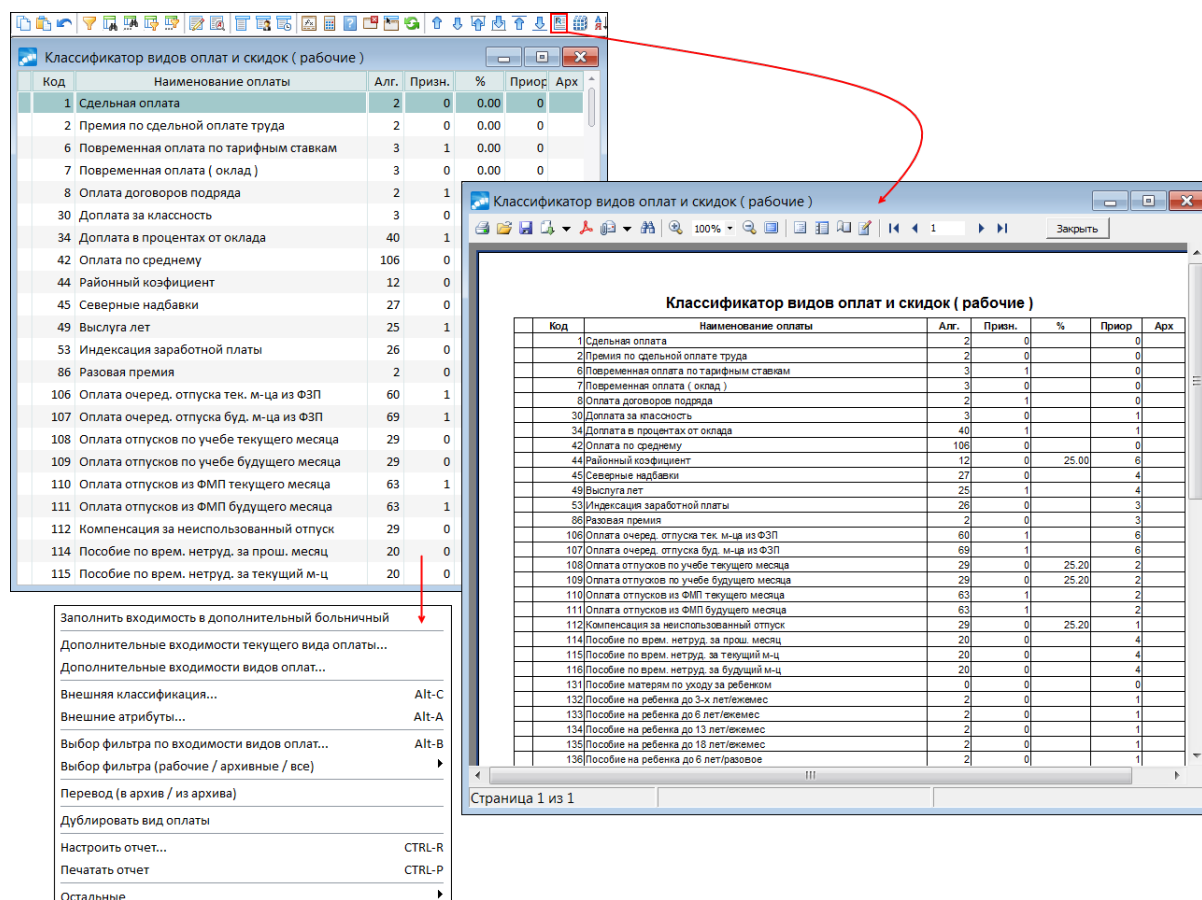 Классификатор видов оплат и скидок ( рабочие )
Код Наименование оплаты Алг. Призн. % Приор Арх
1 Сдельная оплата 2 0 0.00 0
2 Премия по сдельной оплате труда 2 0 0.00 0
6 Повременная оплата по тарифным ставкам 3 1 0.00 0
7 Повременная оплата ( оклад ) 3 0 0.00 0
8 Оплата договоров подряда 2 1
30 Доплата за классность 3 0
34 Доплата в процентах от оклада 40 1
42 Оплата по среднему 106 0
44 Районный коэфициент 12 0
45 Северные надбавки 27 0
49 Выслуга лет 25 1
53 Индексация заработной платы 26 0
86 Разовая премия 2 0
106 Оплата очеред. отпуска тек. м-ца из ФЗП 60 1
107 Оплата очеред. отпуска буд. м-ца из ФЗП 69 1
108 Оплата отпусков по учебе текущего месяца 29 0
109 Оплата отпусков по учебе будущего месяца 29 0
110 Оплата отпусков из ФМП текущего месяца 63 1
111 Оплата отпусков из ФМП будущего месяца 63 1
112 Компенсация за неиспользованный отпуск 29 0
114 Пособие по врем. нетруд. за прош. месяц 20 0
115 Пособие по врем. нетруд. за текущий м-ц 20 0
Заполнить входимость в дополнительный больничный
Дополнительные входимости текущего вида оплаты...
Дополнительные входимости видов оплат...
Внешняя классификация... Alt-C
Внешние атрибуты... Alt-A
Выбор фильтра по входимости видов оплат... Alt-B
Выбор фильтра (рабочие / архивные / все)
Перевод (в архив / из архива)
Дублировать вид оплаты
Настроить отчет... CTRL-R
Печатать отчет CTRL-P
Остальные
Классификатор видов оплат и скидок ( рабочие )
100% 1 Закрыть
Классификатор видов оплат и скидок ( рабочие )
Код Наименование оплаты Алг. Призн. % Приор Арх
1 Сдельная оплата 2 0 0
2 Премия по сдельной оплате труда 2 0 0
6 Повременная оплата по тарифным ставкам 3 1 0
7 Повременная оплата ( оклад ) 3 0 0
8 Оплата договоров подряда 2 1 0
30 Доплата за классность 3 0 1
34 Доплата в процентах от оклада 40 1 1
42 Оплата по среднему 106 0 0
44 Районный коэфициент 12 0 25.00 6
45 Северные надбавки 27 0 4
49 Выслуга лет 25 1 4
53 Индексация заработной платы 26 0 3
86 Разовая премия 2 0 3
106 Оплата очеред. отпуска тек. м-ца из ФЗП 60 1 6
107 Оплата очеред. отпуска буд. м-ца из ФЗП 69 1 6
108 Оплата отпусков по учебе текущего месяца 29 0 25.20 2
109 Оплата отпусков по учебе будущего месяца 29 0 25.20 2
110 Оплата отпусков из ФМП текущего месяца 63 1 2
111 Оплата отпусков из ФМП будущего месяца 63 1 2
112 Компенсация за неиспользованный отпуск 29 0 25.20 1
114 Пособие по врем. нетруд. за прош. месяц 20 0 4
115 Пособие по врем. нетруд. за текущий м-ц 20 0 4
116 Пособие по врем. нетруд. за будущий м-ц 20 0 4
131 Пособие матерям по уходу за ребенком 0 0 0
132 Пособие на ребенка до 3-х лет/ежемес 2 0 1
133 Пособие на ребенка до 6 лет/ежемес 2 0 1
134 Пособие на ребенка до 13 лет/ежемес 2 0 1
135 Пособие на ребенка до 18 лет/ежемес 2 0 1
136 Пособие на ребенка до 6 лет/разовое 2 0 1
Страница 1 из 1